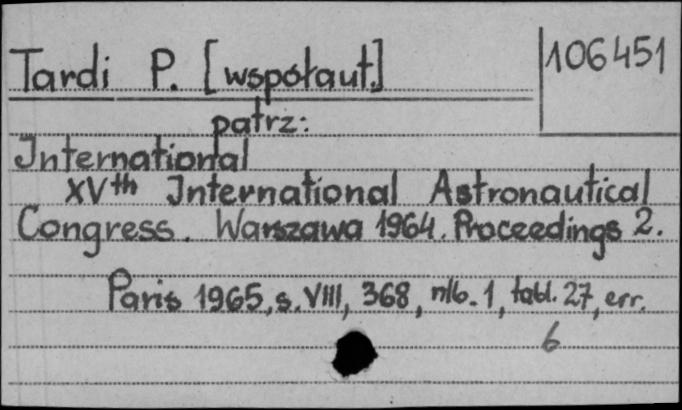 Tardi P. [współaut.]
106451
patrz:
International
XVth International Astronautical
Congress. Warszawa 1964. Proceedings 2.
Paris 1965, s. VIII, 368, nlb. 1, tabl. 27, err.
6